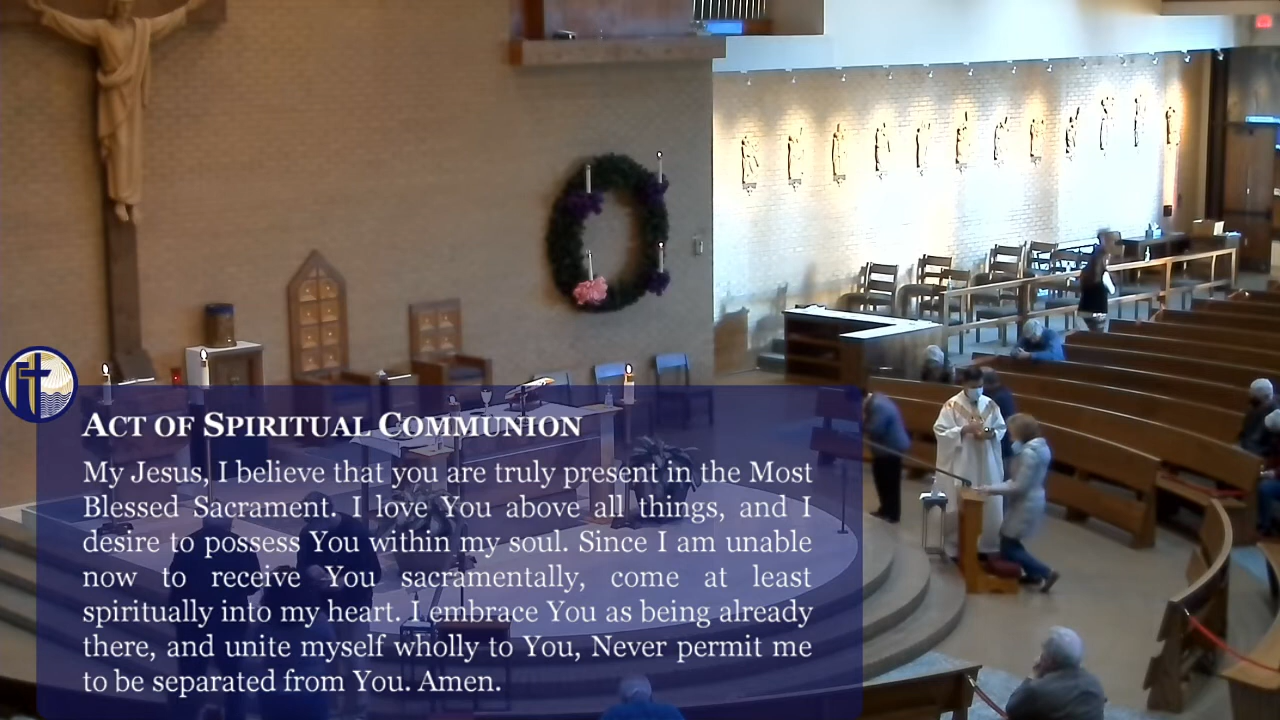 ACT OF SPIRITUAL COMMUNION
My Jesus, I believe that you are truly present in the Most
Blessed Sacrament. I love You above all things, and I
desire to possess You within my soul. Since I am unable
now to receive You sacramentally, come at least
spiritually into my heart. I embrace You as being already
there, and unite myself wholly to You, Never permit me
to be separated from You. Amen.